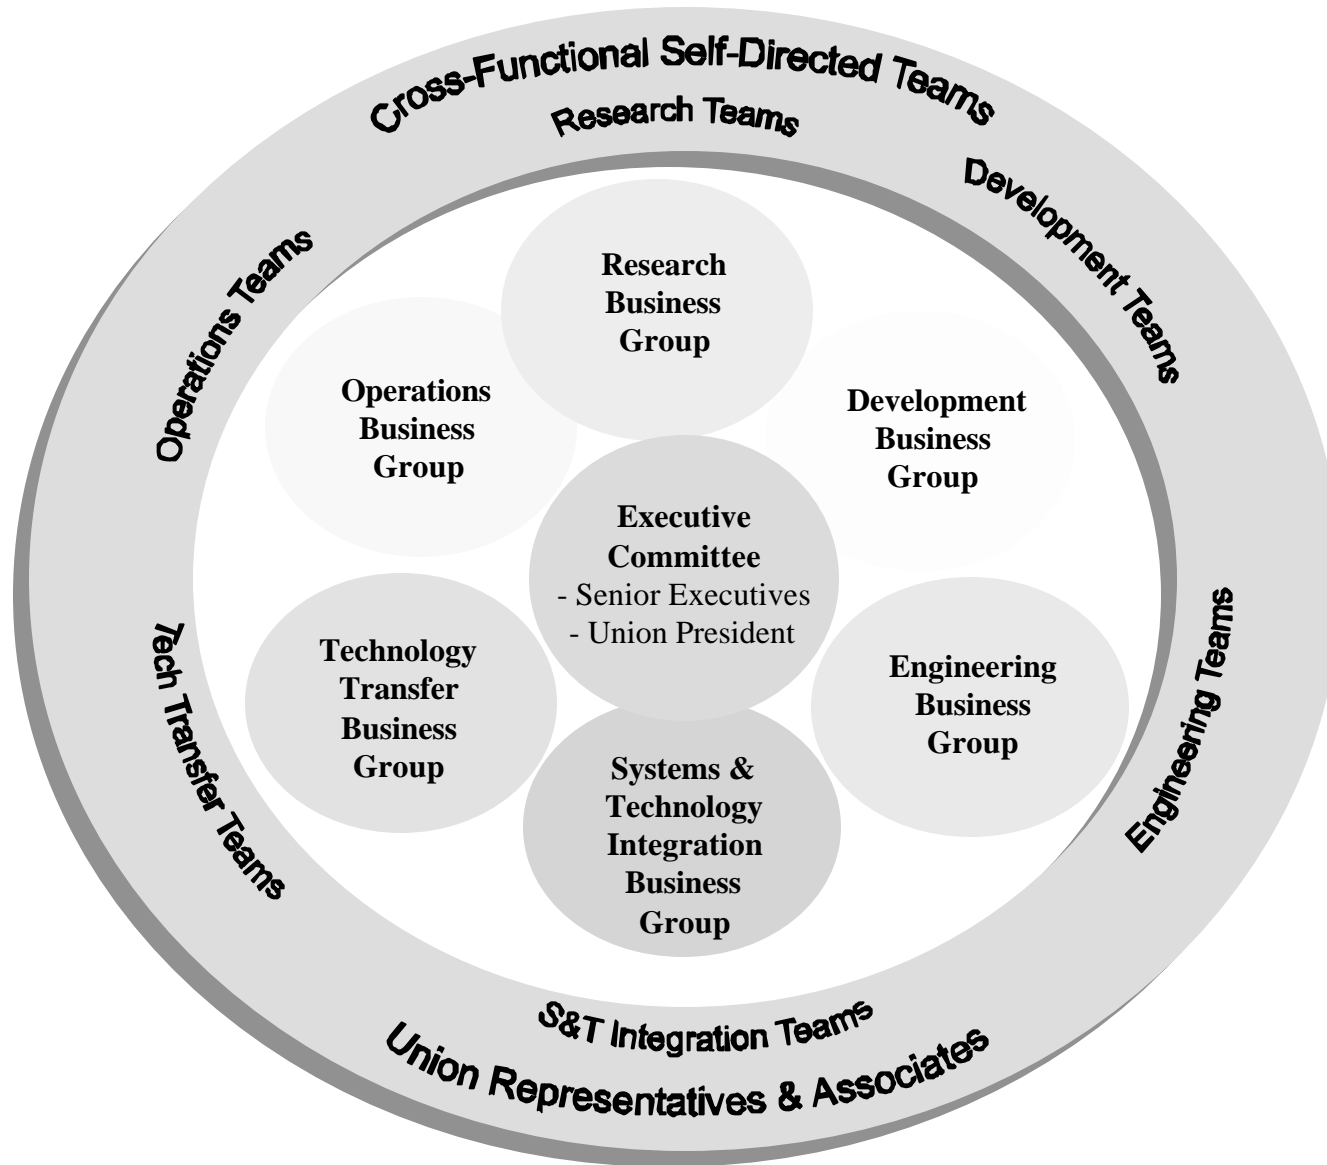 Cross-Functional Self-Directed Teams
Research Teams
Development Teams
Operations Teams
Research
Business
Group
Operations
Business
Group
Development
Business
Group
Executive
Committee
- Senior Executives
- Union President
Technology
Transfer
Business
Group
Engineering
Business
Group
Systems &
Technology
Integration
Business
Group
Tech Transfer Teams
Engineering Teams
S&T Integration Teams
Union Representatives & Associates